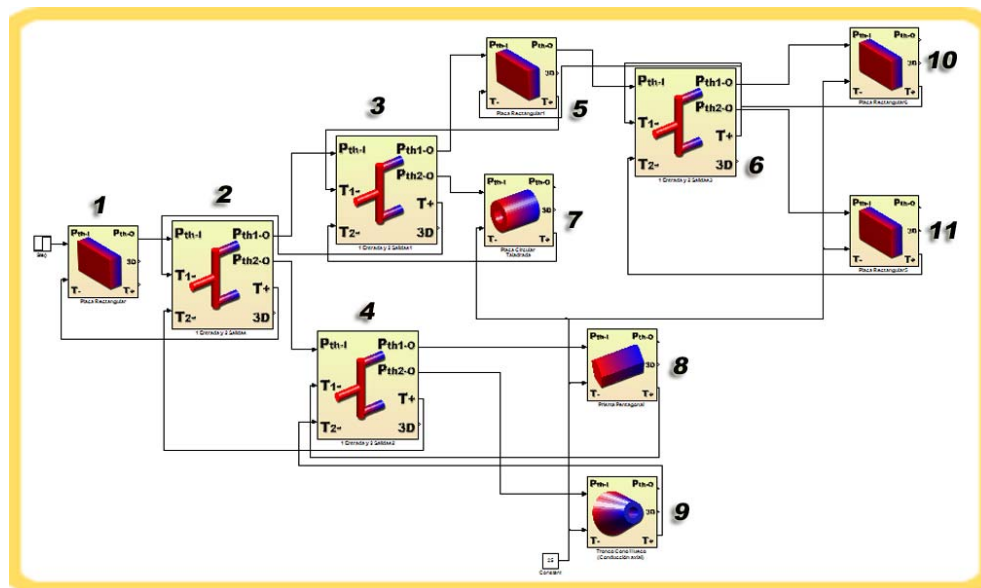 Step
1
Pth-I Pth-O
3D
T- T+
Placa Rectangular
2
Pth-I Pth1-O
Pth2-O
T1-
T+
T2- 3D
1 Entrada y 2 Salidas
3
Pth-I Pth1-O
Pth2-O
T1-
T+
T2- 3D
1 Entrada y 2 Salidas1
4
Pth-I Pth1-O
Pth2-O
T1-
T+
T2- 3D
1 Entrada y 2 Salidas2
5
Pth-I Pth-O
3D
T- T+
Placa Rectangular1
6
Pth-I Pth1-O
Pth2-O
T1-
T+
T2- 3D
1 Entrada y 2 Salidas3
7
Pth-I Pth-O
3D
T- T+
Placa Circular
Taladrada
8
Pth-I Pth-O
3D
T- T+
Prisma Pentagonal
9
Pth-I Pth-O
3D
T- T+
Tronco Cono Hueco
(Conducción axial)
Constant
10
Pth-I Pth-O
3D
T- T+
11
Pth-I Pth-O
3D
T- T+